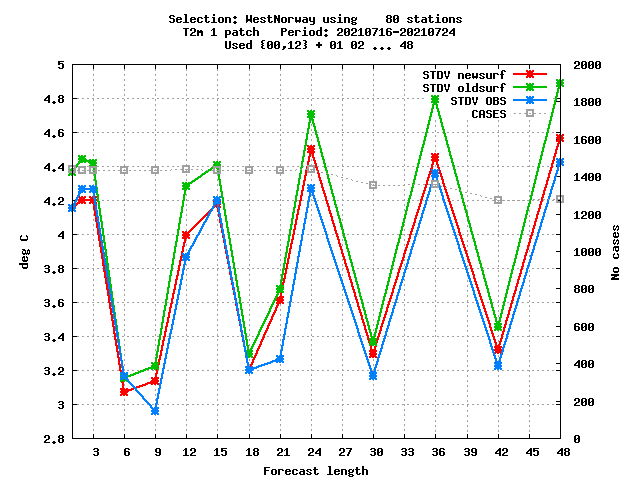 Selection: WestNorway using    80 stations
T2m 1 patch   Period: 20210716-20210724
Used {00,12} + 01 02 ... 48
STDV newsurf
STDV oldsurf
STDV OBS
CASES
deg C
5
4.8
4.6
4.4
4.2
4
3.8
3.6
3.4
3.2
3
2.8
No cases
2000
1800
1600
1400
1200
1000
800
600
400
200
0
3 6 9 12 15 18 21 24 27 30 33 36 39 42 45 48
Forecast length